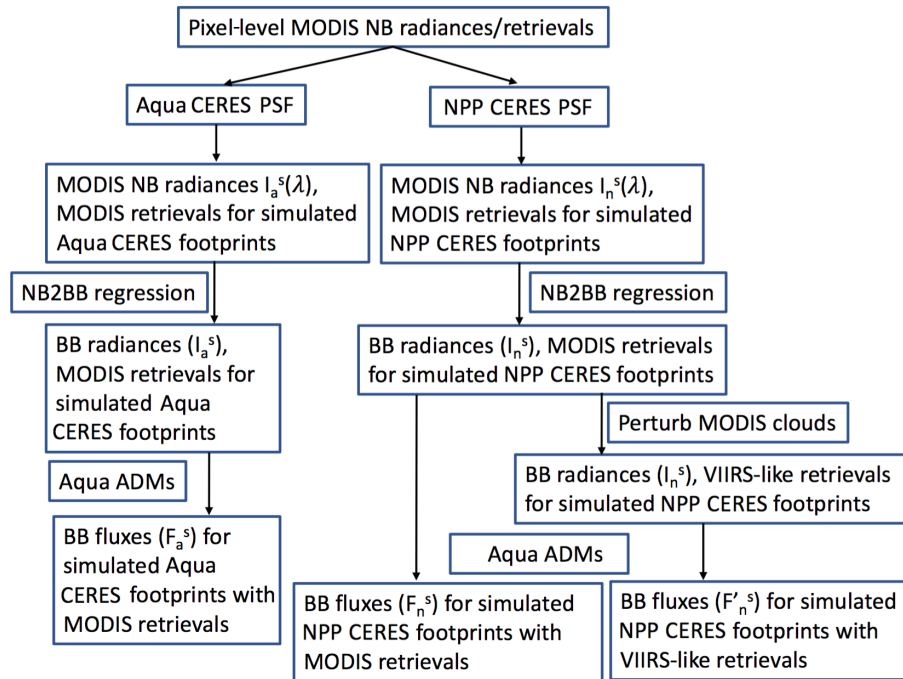 Pixel-level MODIS NB radiances/retrievals
Aqua CERES PSF
NPP CERES PSF
MODIS NB radiances Iₐˢ(λ),
MODIS retrievals for simulated
Aqua CERES footprints
MODIS NB radiances Iₙˢ(λ),
MODIS retrievals for simulated
NPP CERES footprints
NB2BB regression
NB2BB regression
BB radiances (Iₐˢ),
MODIS retrievals for
simulated Aqua
CERES footprints
BB radiances (Iₙˢ), MODIS retrievals
for simulated NPP CERES footprints
Perturb MODIS clouds
Aqua ADMs
BB radiances (Iₙˢ), VIIRS-like retrievals
for simulated NPP CERES footprints
BB fluxes (Fₐˢ) for
simulated Aqua
CERES footprints with
MODIS retrievals
Aqua ADMs
BB fluxes (Fₙˢ) for simulated
NPP CERES footprints with
MODIS retrievals
BB fluxes (F’ₙˢ) for simulated
NPP CERES footprints with
VIIRS-like retrievals